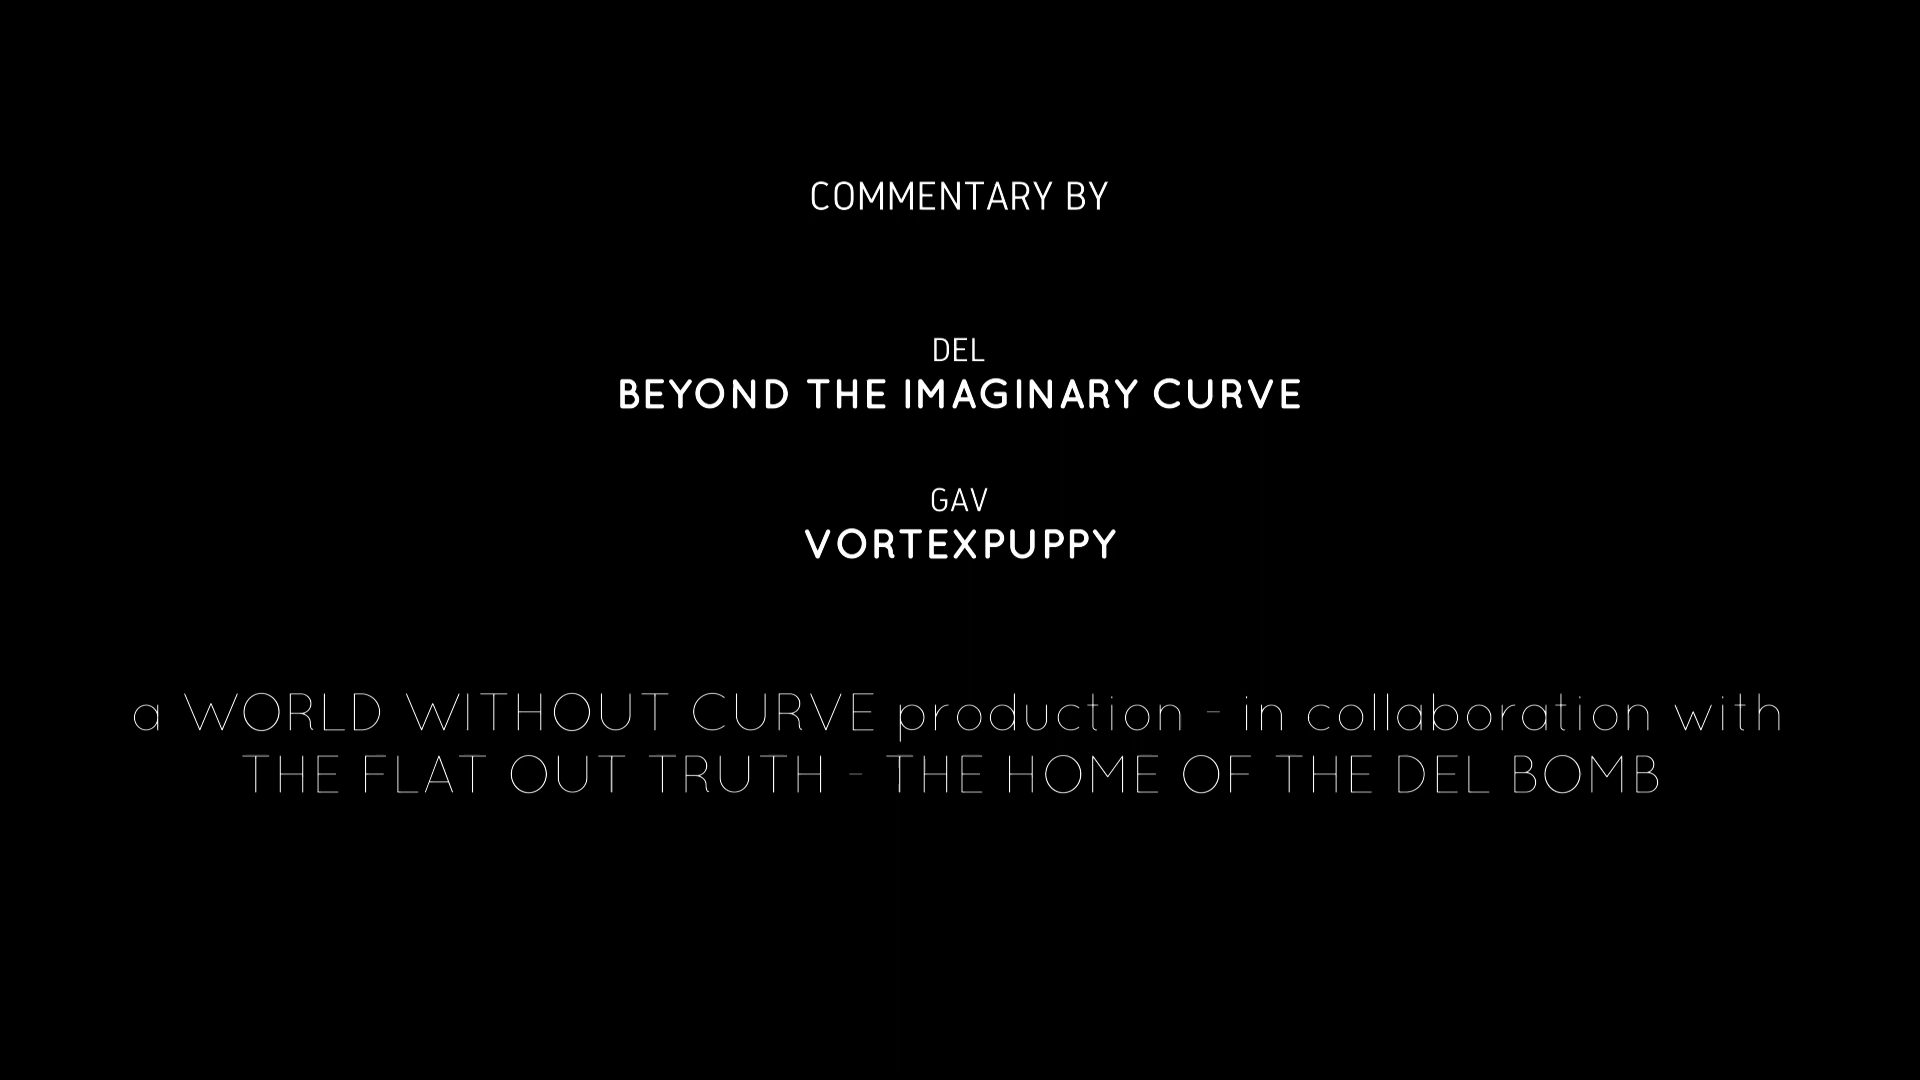 COMMENTARY BY
DEL
BEYOND THE IMAGINARY CURVE
GAV
VORTEXPUPPY
a WORLD WITHOUT CURVE production - in collaboration with
THE FLAT OUT TRUTH - THE HOME OF THE DEL BOMB